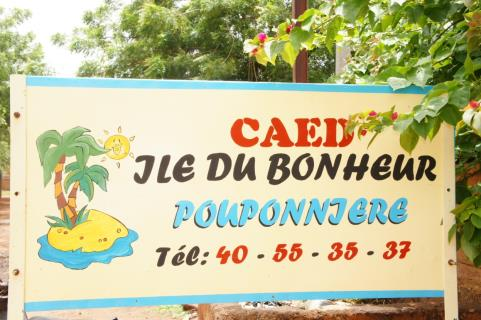 CAED
ILE DU BONHEUR
POUPONNIERE
Tél: 40 - 55 - 35 - 37